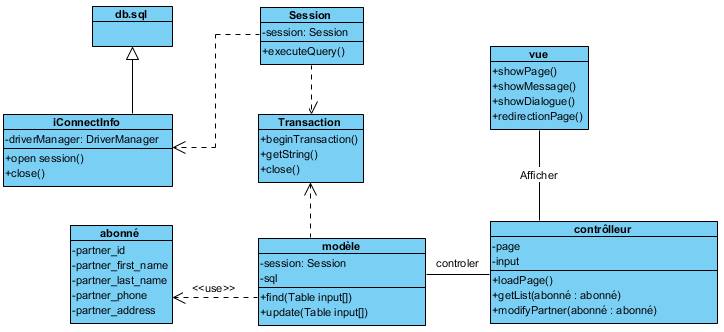 db.sql
Session
-session: Session
+executeQuery()
vue
+showPage()
+showMessage()
+showDialogue()
+redirectionPage()
iConnectInfo
-driverManager: DriverManager
+open session()
+close()
Transaction
+beginTransaction()
+getString()
+close()
Afficher
abonné
-partner_id
-partner_first_name
-partner_last_name
-partner_phone
-partner_address
<<use>>
modèle
-session: Session
-sql
+find(Table input[])
+update(Table input[])
controler
contrôlleur
-page
-input
+loadPage()
+getList(abonné : abonné)
+modifyPartner(abonné : abonné)